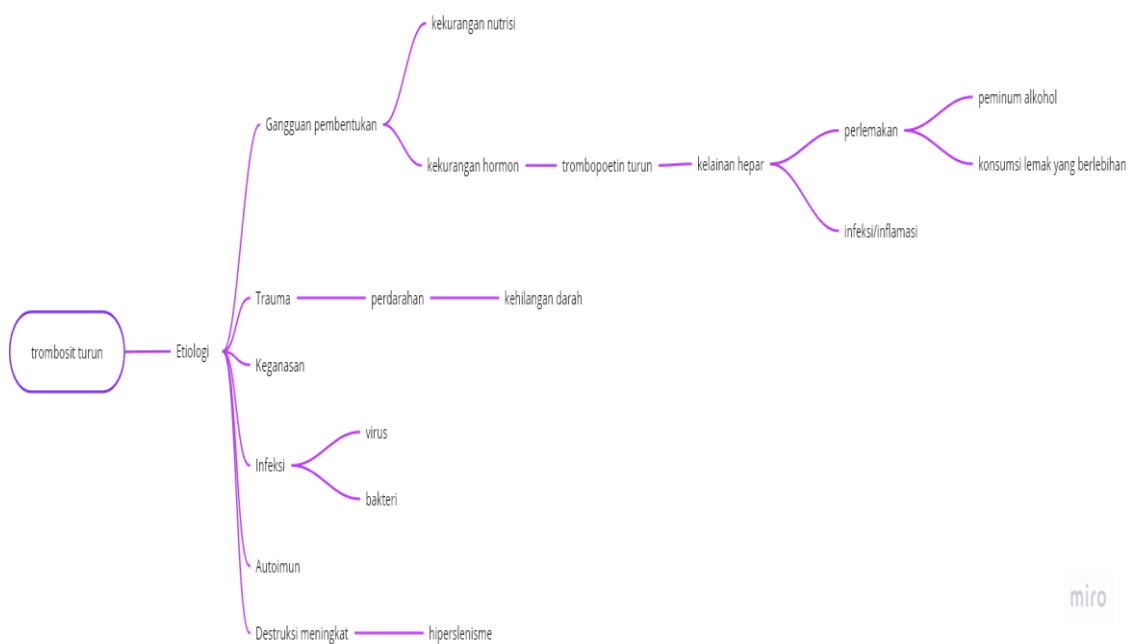 kekurangan nutrisi
peminum alkohol
Gangguan pembentukan
perlemakan
kekurangan hormon
trombopoetin turun
kelainan hepar
konsumsi lemak yang berlebihan
infeksi/inflamasi
Trauma
perdarahan
kehilangan darah
trombosit turun
Etiologi
Keganasan
virus
Infeksi
bakteri
Autoimun
miro
Destruksi meningkat
hiperslenisme